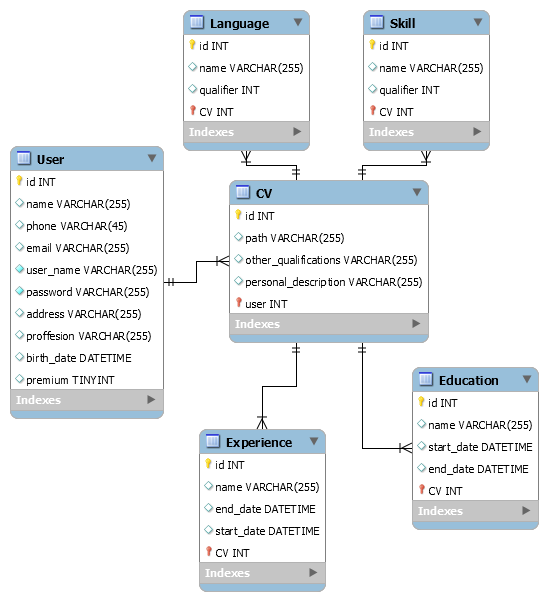 Language
id INT
name VARCHAR(255)
qualifier INT
CV INT
Indexes
Skill
id INT
name VARCHAR(255)
qualifier INT
CV INT
Indexes
User
id INT
name VARCHAR(255)
phone VARCHAR(45)
email VARCHAR(255)
user_name VARCHAR(255)
password VARCHAR(255)
address VARCHAR(255)
proffesion VARCHAR(255)
birth_date DATETIME
premium TINYINT
Indexes
CV
id INT
path VARCHAR(255)
other_qualifications VARCHAR(255)
personal_description VARCHAR(255)
user INT
Indexes
Experience
id INT
name VARCHAR(255)
end_date DATETIME
start_date DATETIME
CV INT
Indexes
Education
id INT
name VARCHAR(255)
start_date DATETIME
end_date DATETIME
CV INT
Indexes